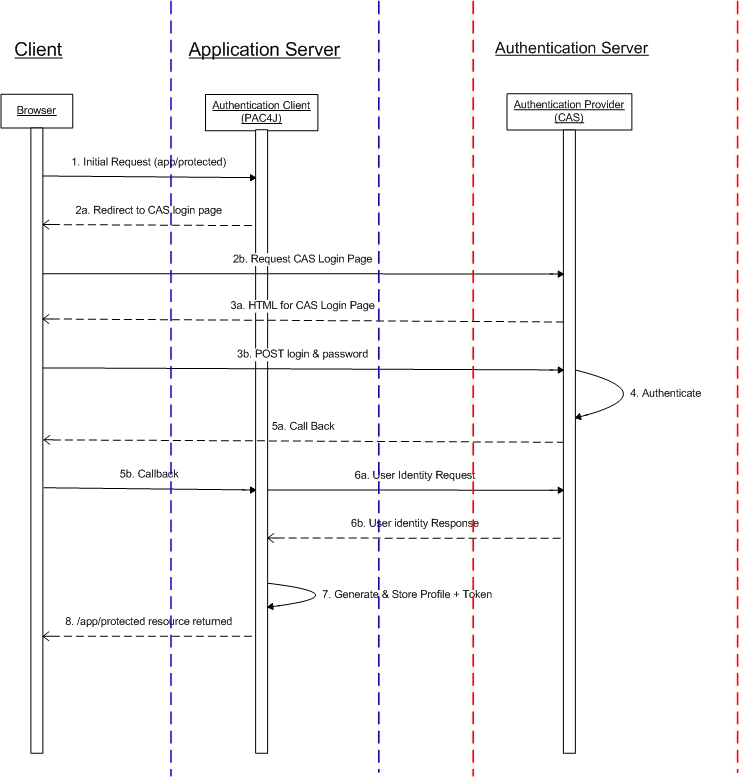 Client
Application Server
Authentication Server
Browser
Authentication Client
(PAC4J)
Authentication Provider
(CAS)
1. Initial Request (app/protected)
2a. Redirect to CAS login page
2b. Request CAS Login Page
3a. HTML for CAS Login Page
3b. POST login & password
4. Authenticate
5a. Call Back
5b. Callback
6a. User Identity Request
6b. User identity Response
7. Generate & Store Profile + Token
8. /app/protected resource returned